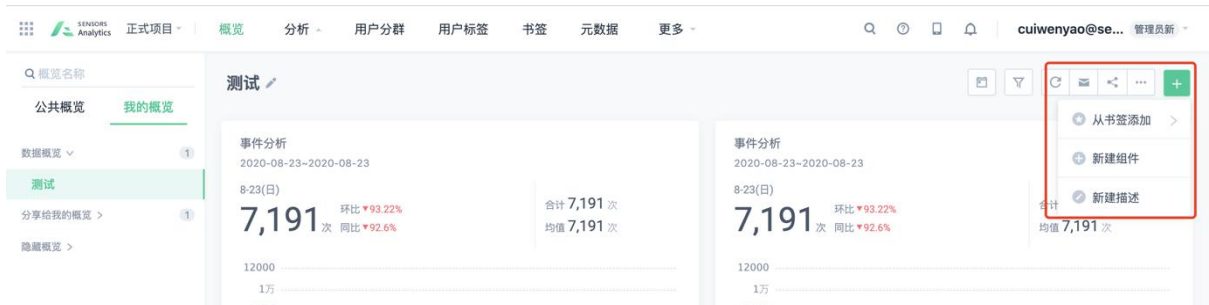 SENSORS Analytics 正式项目 概览 分析 用户分群 用户标签 书签 元数据 更多 cuiwenyao@se... 管理员新
概览名称
公共概览 我的概览
数据概览 1
测试
分享给我的概览 1
隐藏概览
测试
从书签添加
新建组件
新建描述
事件分析
2020-08-23~2020-08-23
8-23(日)
7,191 次 环比 93.22%
同比 92.6%
合计 7,191 次
均值 7,191 次
12000
1万
事件分析
2020-08-23~2020-08-23
8-23(日)
7,191 次 环比 93.22%
同比 92.6%
合计
均值 7,191 次
12000
1万